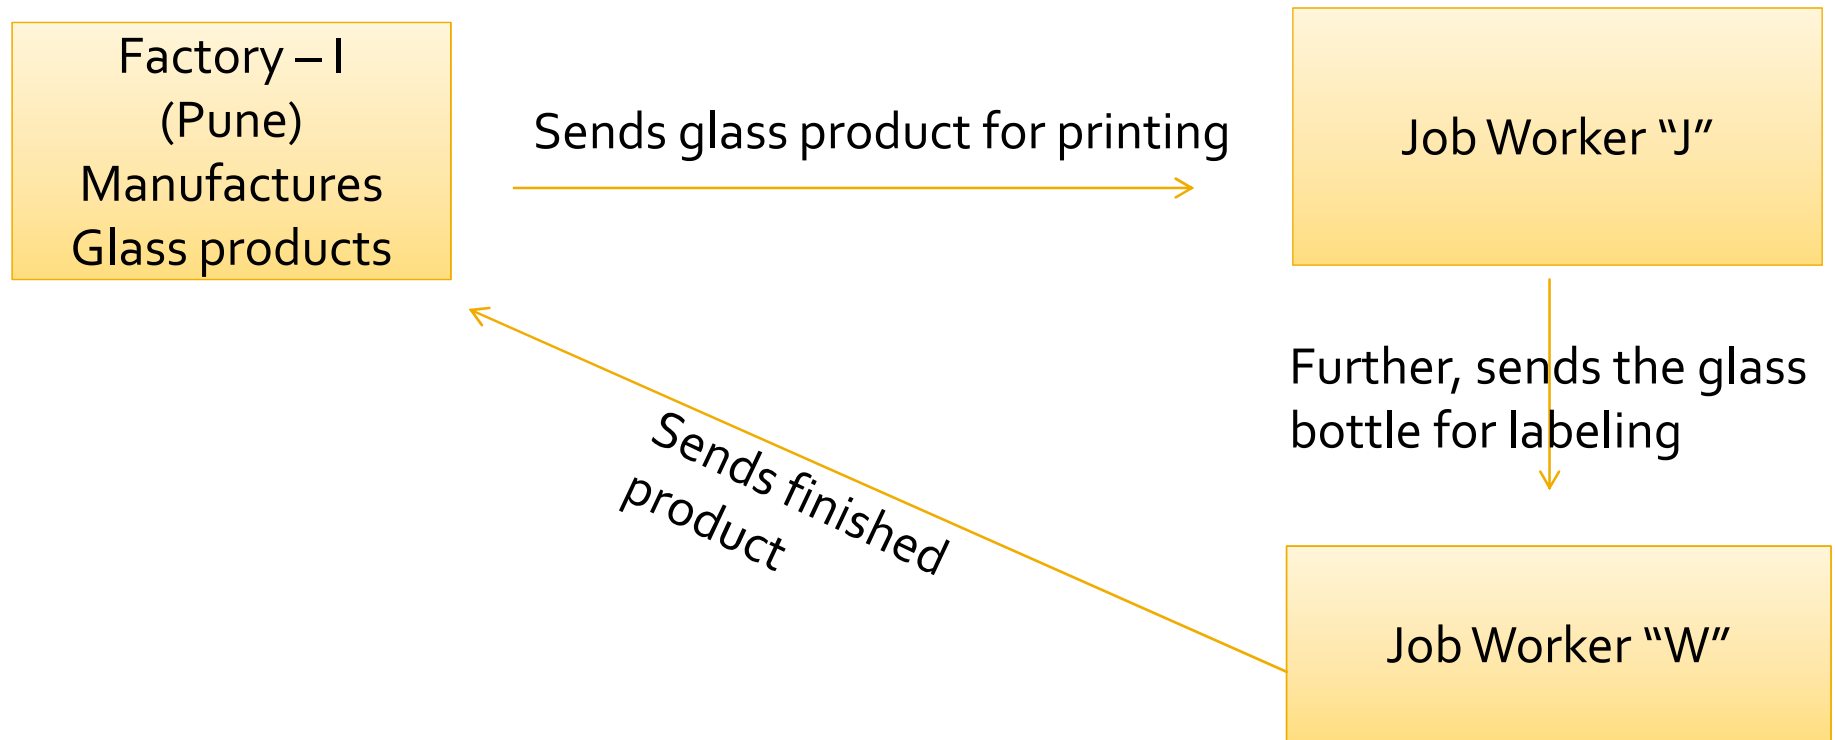 Factory – I
(Pune)
Manufactures
Glass products
Sends glass product for printing
Job Worker “J”
Further, sends the glass
bottle for labeling
Sends finished
product
Job Worker “W”